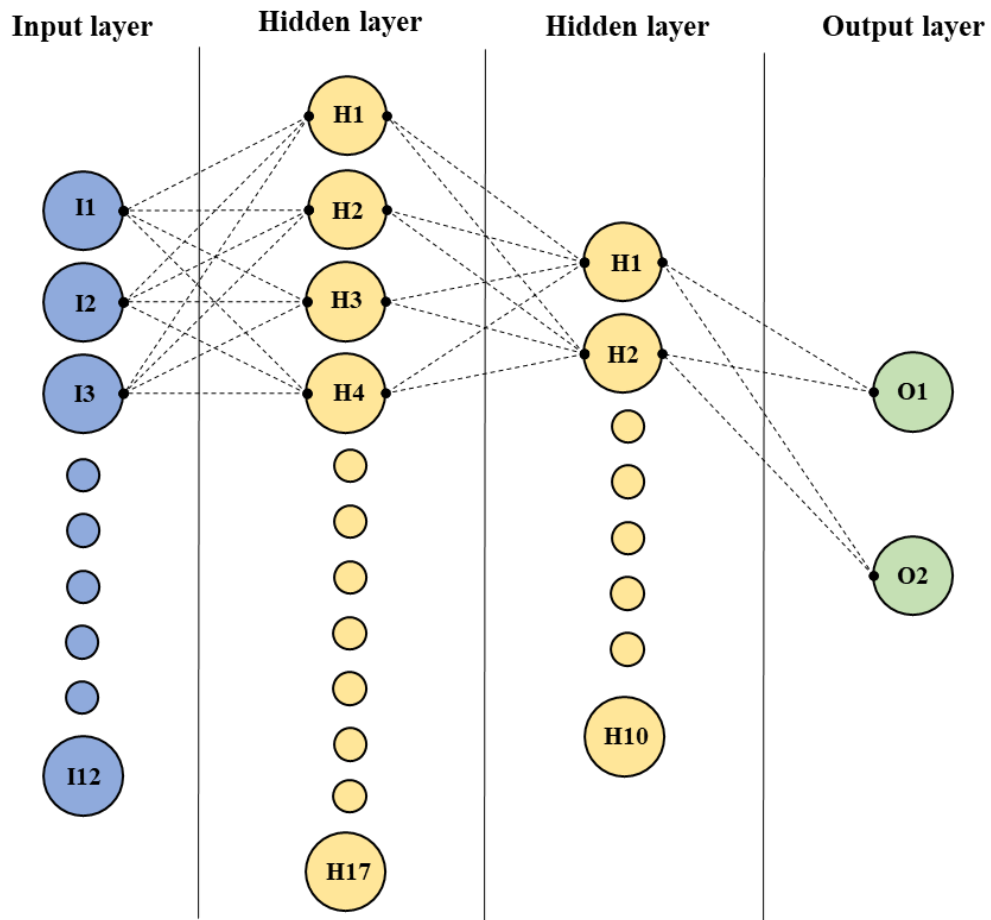 Input layer
Hidden layer
Hidden layer
Output layer
I1
I2
I3
I12
H1
H2
H3
H4
H17
H1
H2
H10
O1
O2